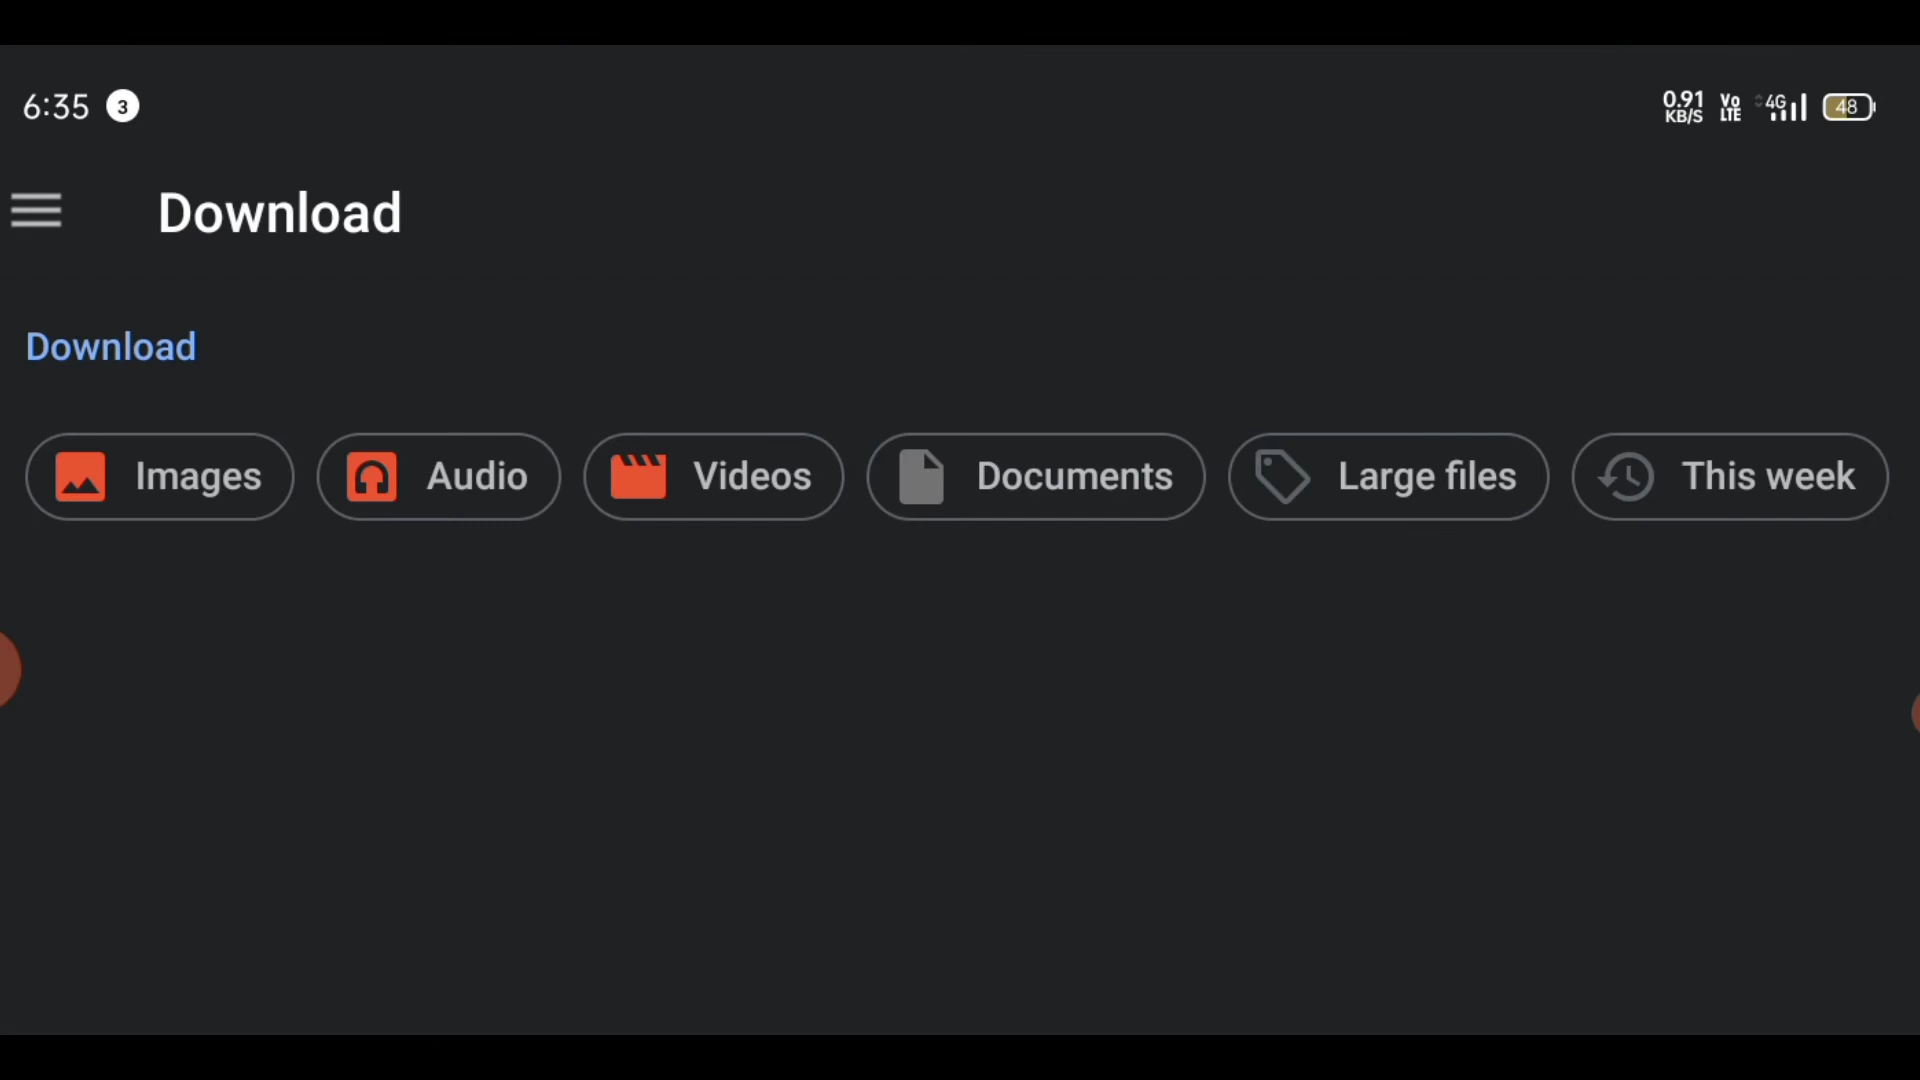 6:35 3
0.91 KB/S Vo LTE 4G 48
Download
Download
Images Audio Videos Documents Large files This week